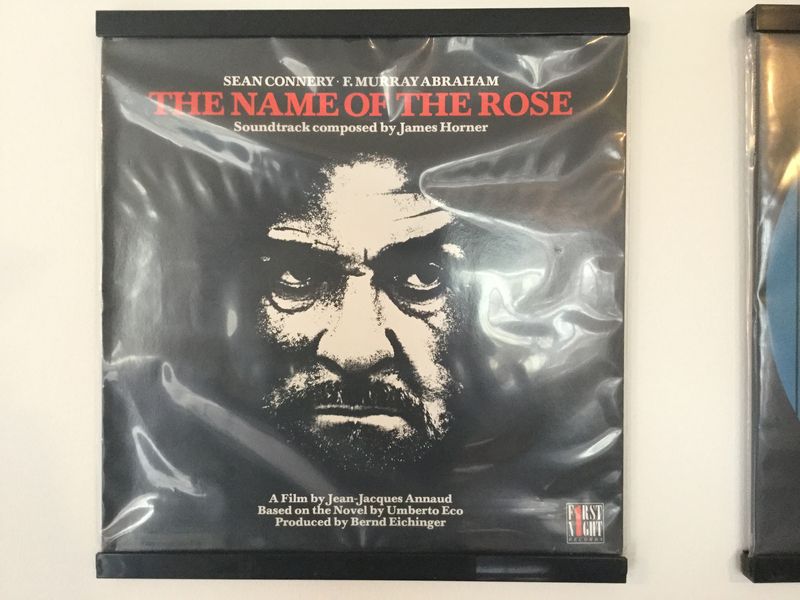 SEAN CONNERY · F. MURRAY ABRAHAM
THE NAME OF THE ROSE
Soundtrack composed by James Horner
A Film by Jean-Jacques Annaud
Based on the Novel by Umberto Eco
Produced by Bernd Eichinger
FIRST
NIGHT
RECORDS